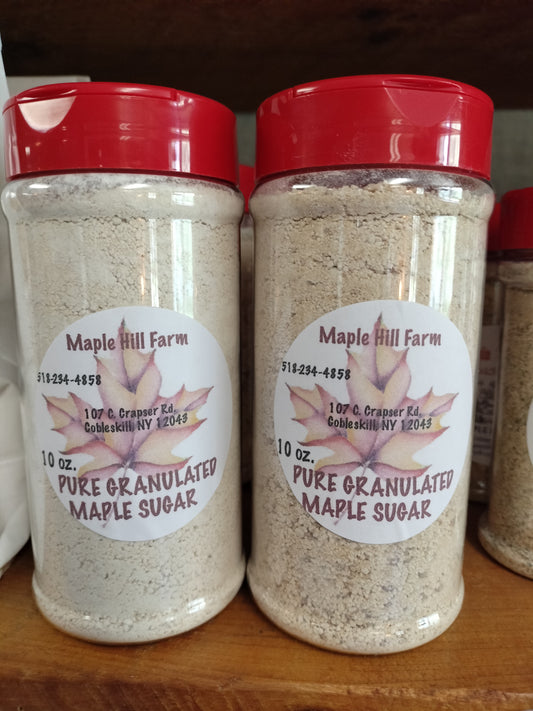 Maple Hill Farm
518-234-4858
107 C. Crapser Rd,
Cobleskill, NY 12043
10 oz.
PURE GRANULATED
MAPLE SUGAR
Maple Hill Farm
518-234-4858
107 C. Crapser Rd,
Cobleskill, NY 12043
10 oz.
PURE GRANULATED
MAPLE SUGAR